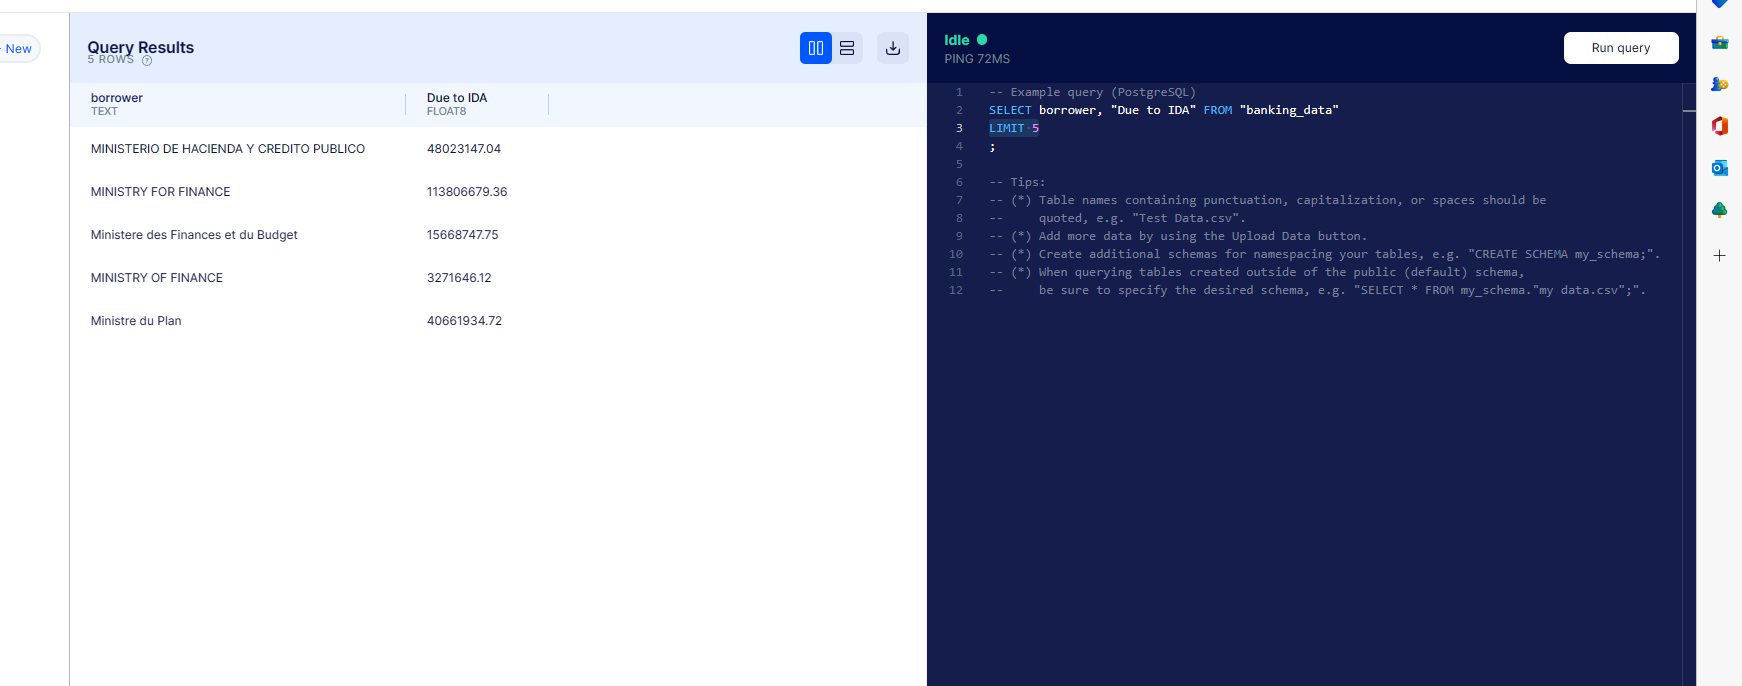 New
Query Results
5 ROWS ?
borrower Due to IDA
TEXT FLOAT8
MINISTERIO DE HACIENDA Y CREDITO PUBLICO 48023147.04
MINISTRY FOR FINANCE 113806679.36
Ministere des Finances et du Budget 15668747.75
MINISTRY OF FINANCE 3271646.12
Ministre du Plan 40661934.72
Idle
PING 72MS
Run query
1 -- Example query (PostgreSQL)
2 SELECT borrower, "Due to IDA" FROM "banking_data"
3 LIMIT 5
4 ;
5
6 -- Tips:
7 -- (*) Table names containing punctuation, capitalization, or spaces should be
8 -- quoted, e.g. "Test Data.csv".
9 -- (*) Add more data by using the Upload Data button.
10 -- (*) Create additional schemas for namespacing your tables, e.g. "CREATE SCHEMA my_schema;".
11 -- (*) When querying tables created outside of the public (default) schema,
12 -- be sure to specify the desired schema, e.g. "SELECT * FROM my_schema."my data.csv";".